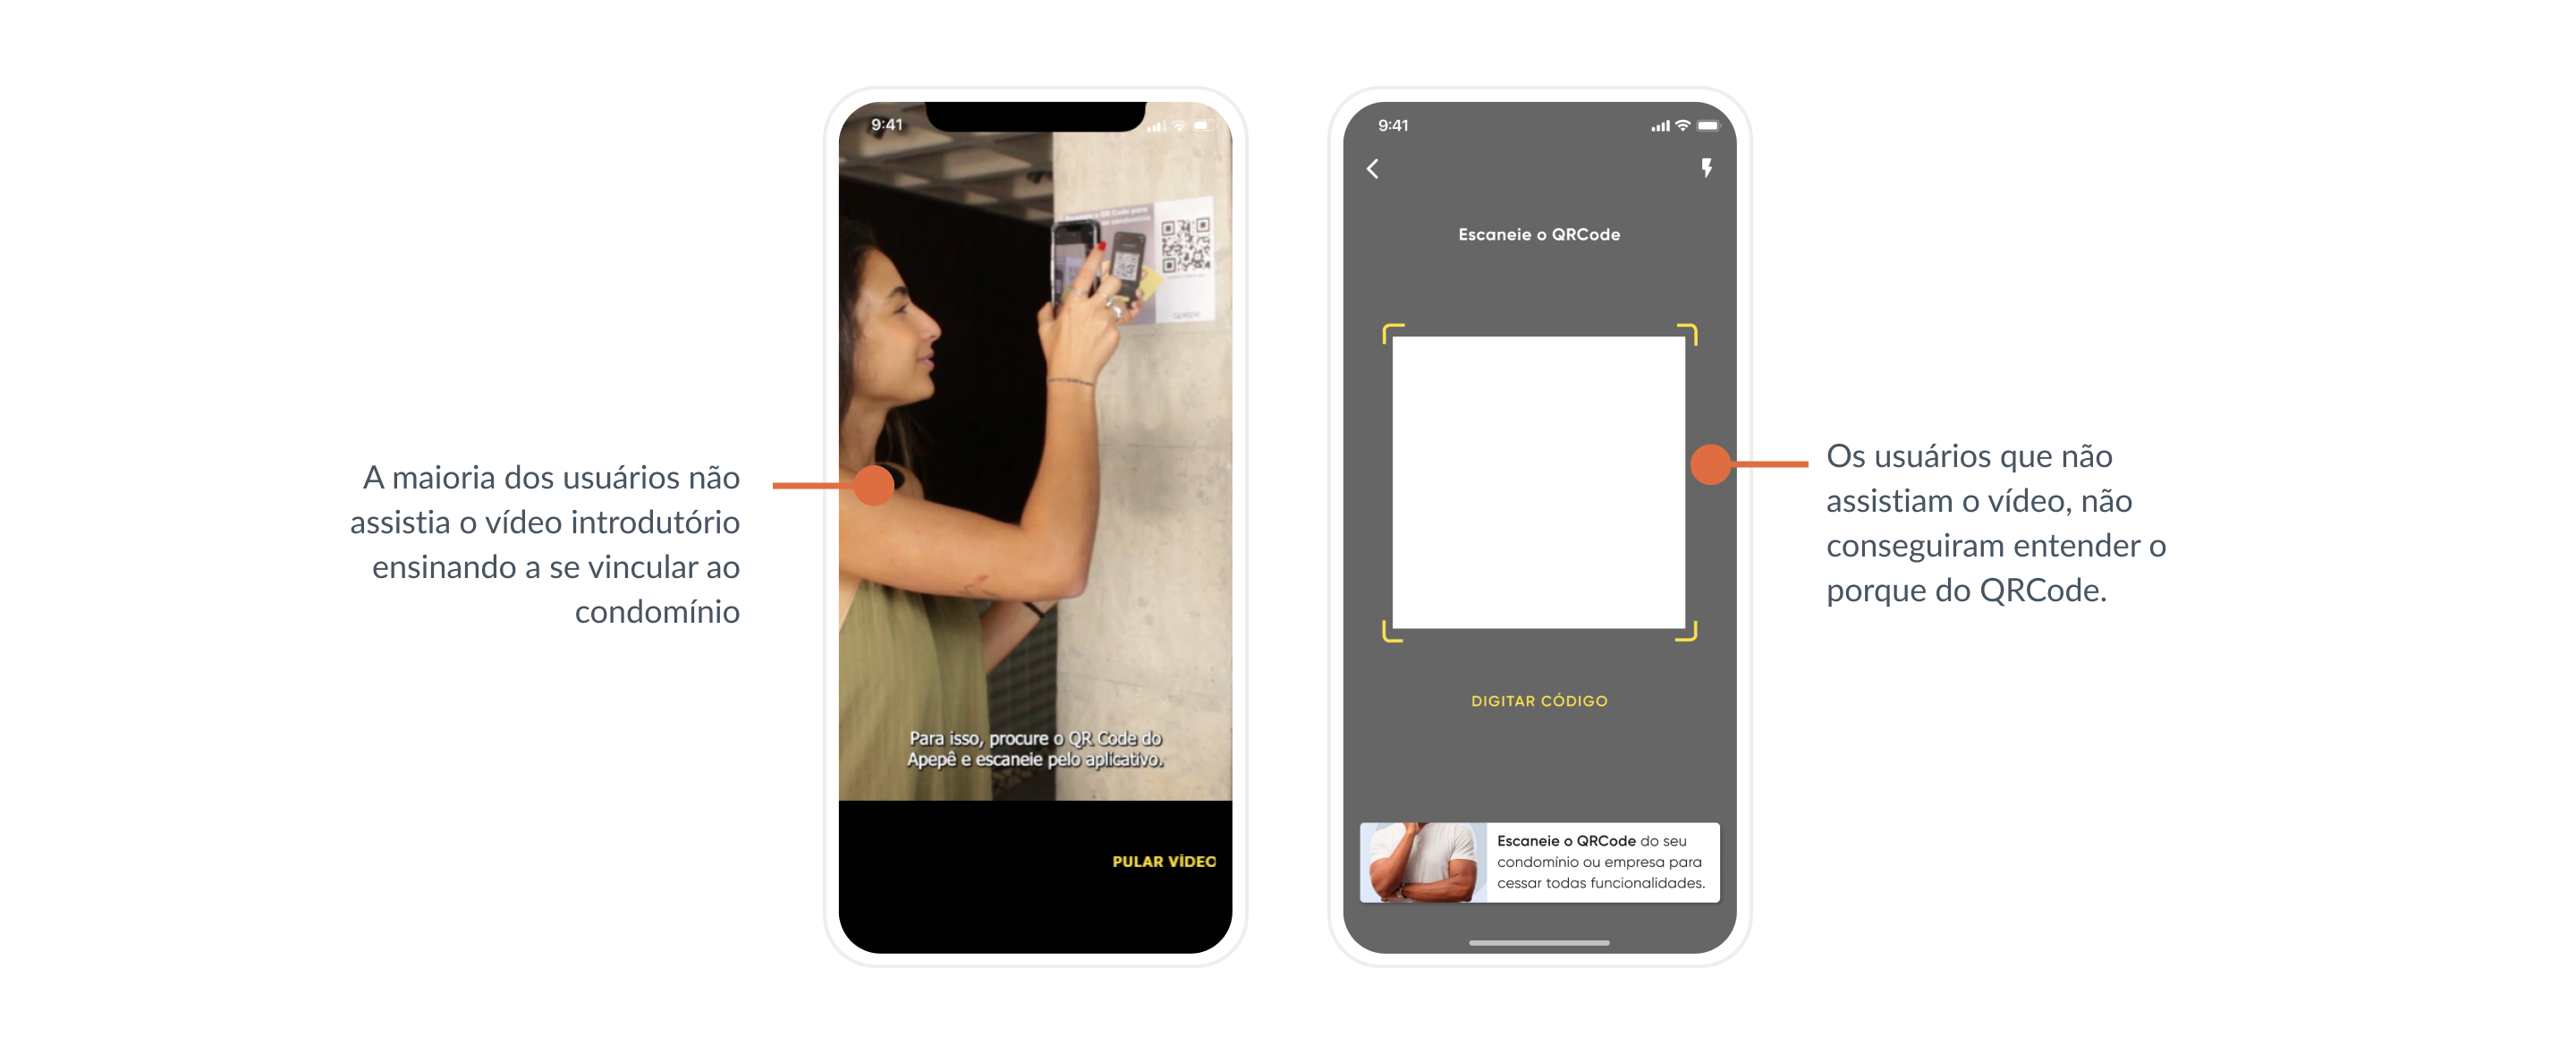 A maioria dos usuários não
assistia o vídeo introdutório
ensinando a se vincular ao
condomínio
9:41
apepe
Para isso, procure o QR Code do
Apepê e escaneie pelo aplicativo.
PULAR VÍDEO
9:41
Escaneie o QRCode
DIGITAR CÓDIGO
Escaneie o QRCode do seu
condomínio ou empresa para
cessar todas funcionalidades.
Os usuários que não
assistiam o vídeo, não
conseguiram entender o
porque do QRCode.